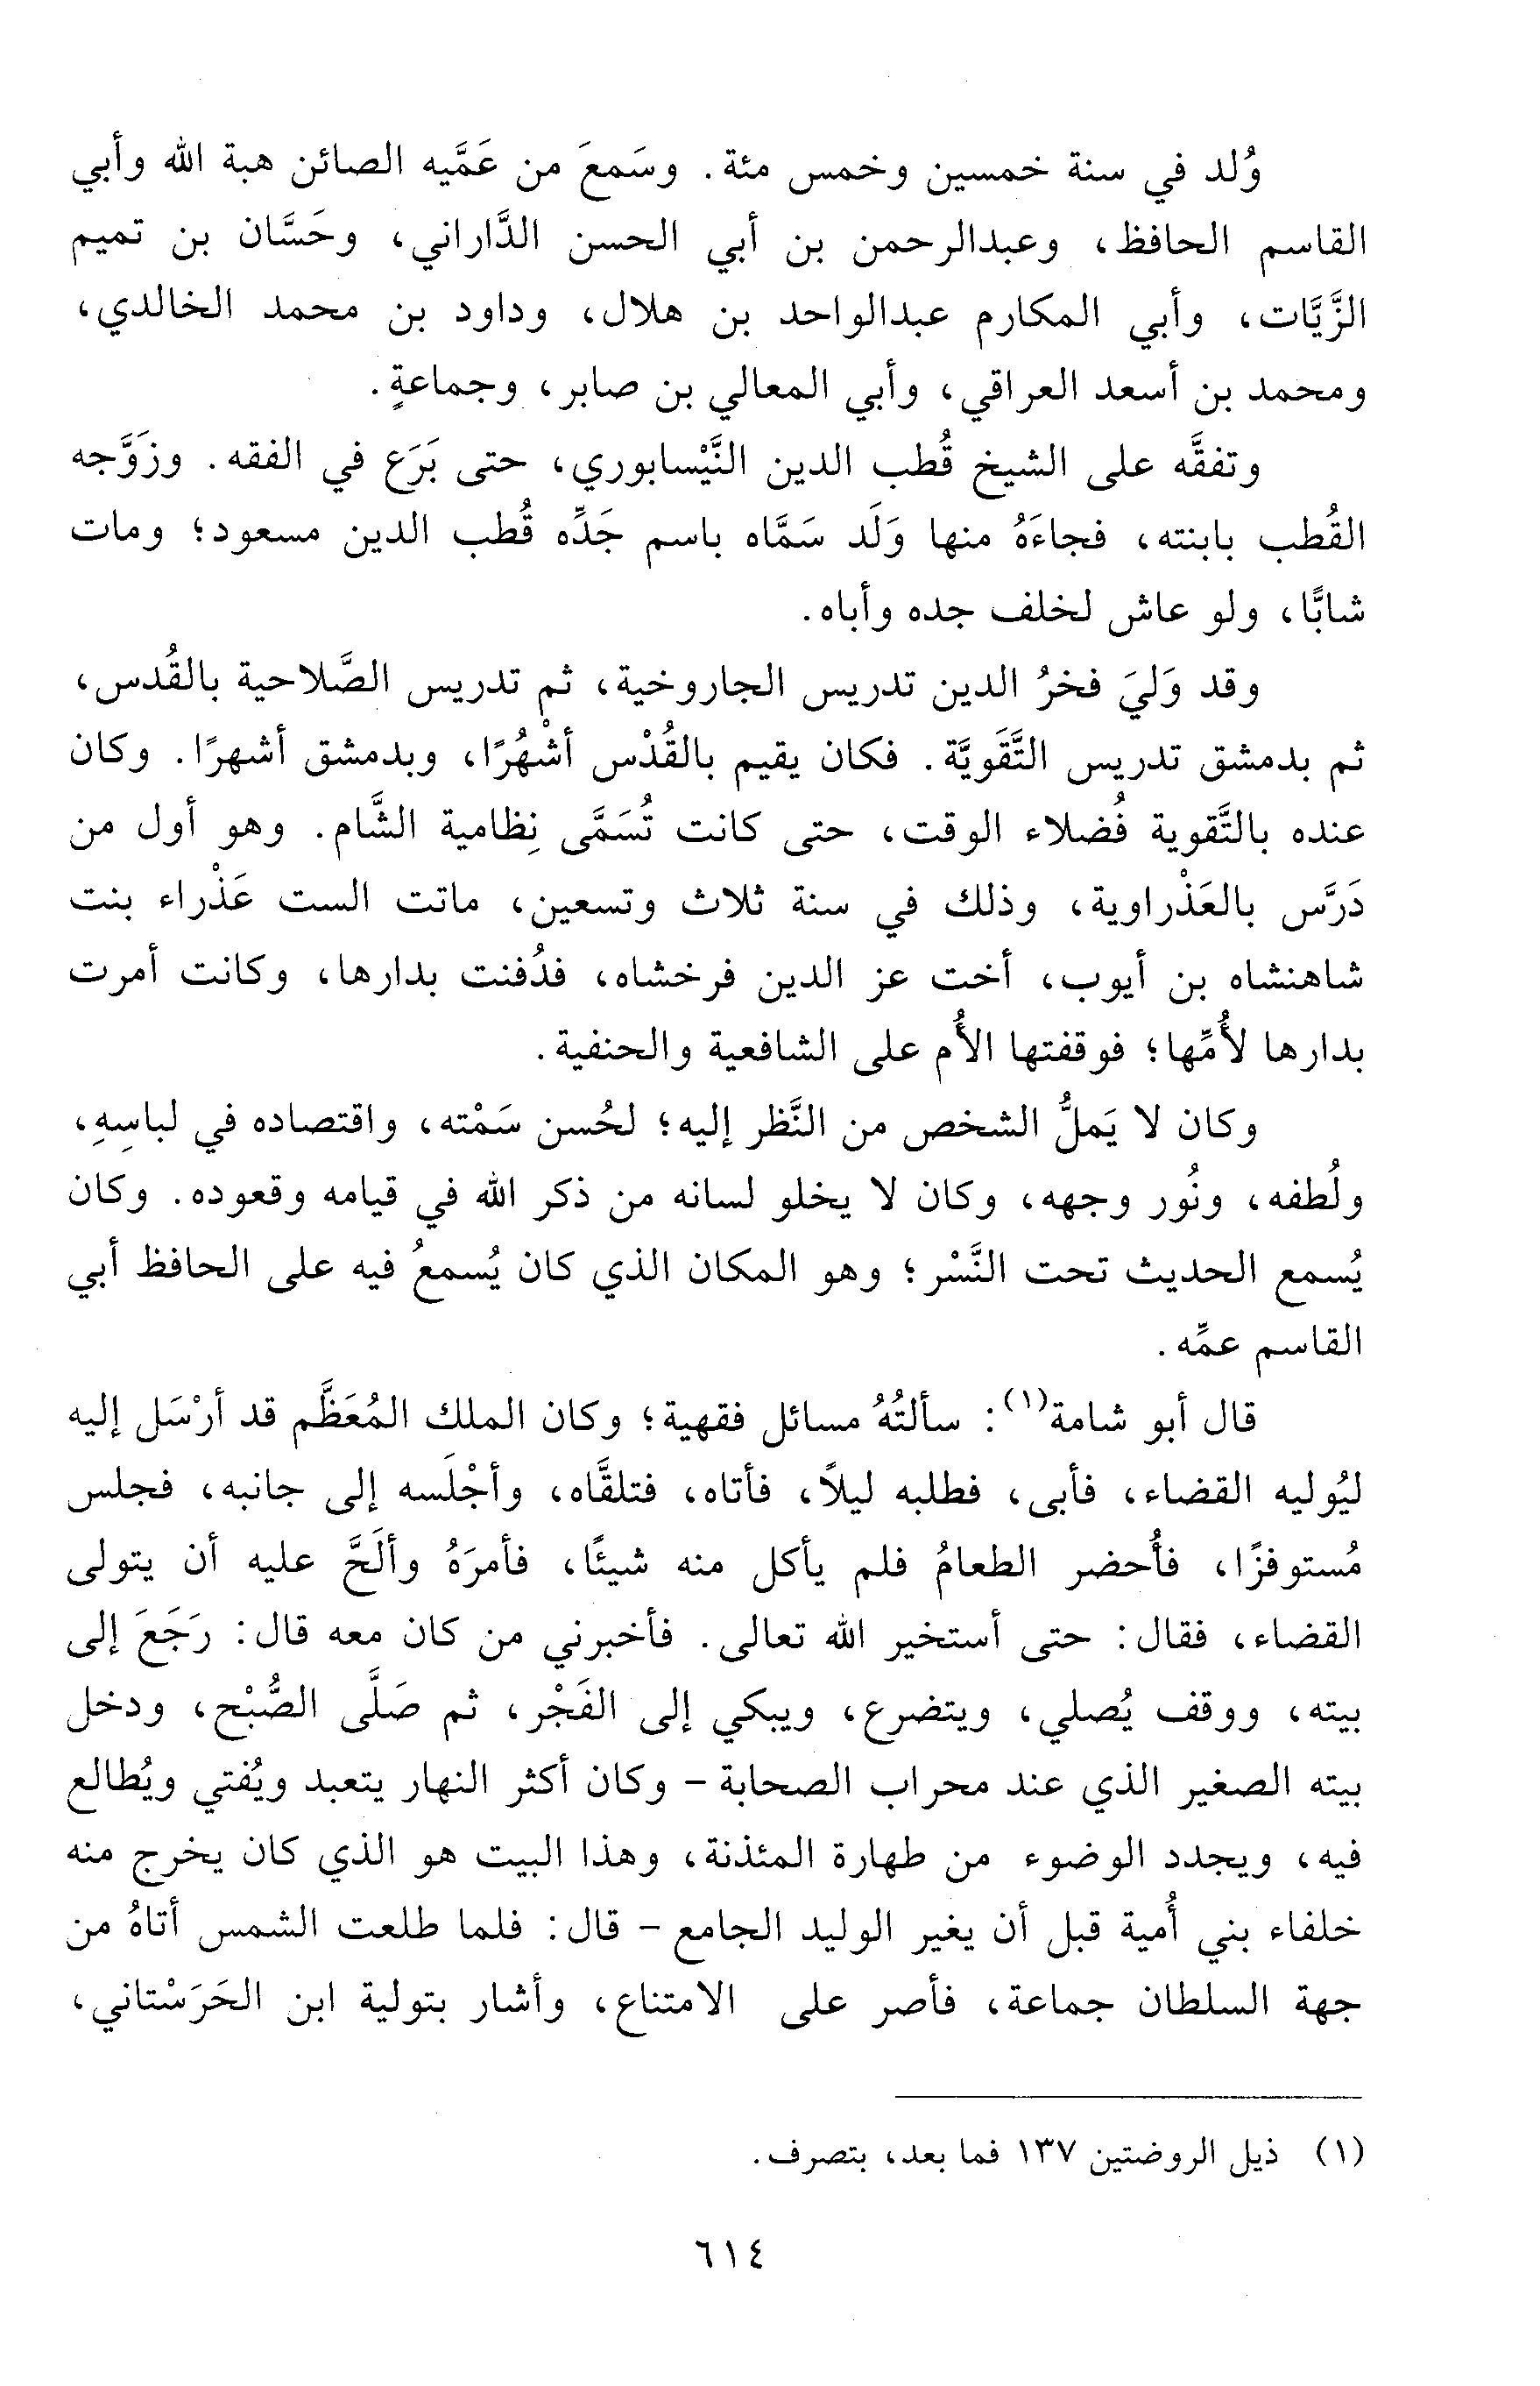 وُلد في سنة خمسين وخمس مئة. وسَمعَ من عَمَّيه الصائن هبة الله وأبي
القاسم الحافظ، وعبدالرحمن بن أبي الحسن الدَّاراني، وحَسَّان بن تميم
الزَّيَّات، وأبي المكارم عبدالواحد بن هلال، وداود بن محمد الخالدي،
ومحمد بن أسعد العراقي، وأبي المعالي بن صابر، وجماعةٍ.
وتفقَّه على الشيخ قُطب الدين النَّيْسابوري، حتى بَرَع في الفقه. وزَوَّجه
القُطب بابنته، فجاءَهُ منها وَلَد سَمَّاه باسم جَدِّه قُطب الدين مسعود؛ ومات
شابًّا، ولو عاش لخلف جده وأباه.
وقد وَليَ فخرُ الدين تدريس الجاروخية، ثم تدريس الصَّلاحية بالقُدس،
ثم بدمشق تدريس التَّقَويَّة. فكان يقيم بالقُدْس أشْهُرًا، وبدمشق أشهرًا. وكان
عنده بالتَّقوية فُضلاء الوقت، حتى كانت تُسَمَّى نِظامية الشَّام. وهو أول من
دَرَّس بالعَذْراوية، وذلك في سنة ثلاث وتسعين، ماتت الست عَذْراء بنت
شاهنشاه بن أيوب، أخت عز الدين فرخشاه، فدُفنت بدارها، وكانت أمرت
بدارها لأُمِّها؛ فوقفتها الأُم على الشافعية والحنفية.
وكان لا يَملُّ الشخص من النَّظر إليه؛ لحُسن سَمْته، واقتصاده في لباسِهِ،
ولُطفه، ونُور وجهه، وكان لا يخلو لسانه من ذكر الله في قيامه وقعوده. وكان
يُسمع الحديث تحت النَّسْر؛ وهو المكان الذي كان يُسمعُ فيه على الحافظ أبي
القاسم عمِّه.
قال أبو شامة(١): سألتُهُ مسائل فقهية؛ وكان الملك المُعَظَّم قد أرْسَل إليه
ليُوليه القضاء، فأبى، فطلبه ليلًا، فأتاه، فتلقَّاه، وأجْلَسه إلى جانبه، فجلس
مُستوفزًا، فأُحضر الطعامُ فلم يأكل منه شيئًا، فأمرَهُ وألَحَّ عليه أن يتولى
القضاء، فقال: حتى أستخير الله تعالى. فأخبرني من كان معه قال: رَجَعَ إلى
بيته، ووقف يُصلي، ويتضرع، ويبكي إلى الفَجْر، ثم صَلَّى الصُّبْح، ودخل
بيته الصغير الذي عند محراب الصحابة - وكان أكثر النهار يتعبد ويُفتي ويُطالع
فيه، ويجدد الوضوء من طهارة المئذنة، وهذا البيت هو الذي كان يخرج منه
خلفاء بني أُمية قبل أن يغير الوليد الجامع - قال: فلما طلعت الشمس أتاهُ من
جهة السلطان جماعة، فأصر على الامتناع، وأشار بتولية ابن الحَرَسْتاني،
(١) ذيل الروضتين ١٣٧ فما بعد، بتصرف.
٦١٤